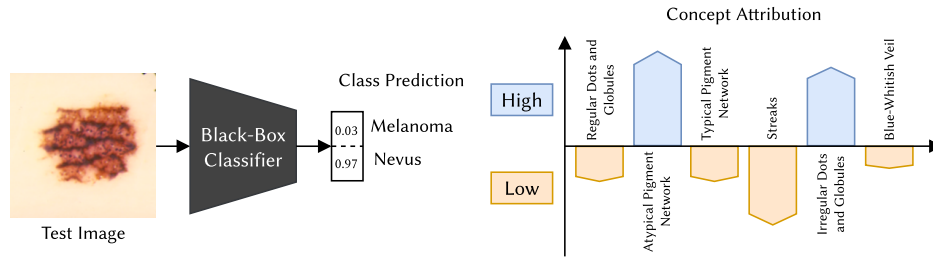 Concept Attribution
Class Prediction
Black-Box
Classifier
0.03
Melanoma
0.97
Nevus
Test Image
High
Low
Regular Dots and
Globules
Atypical Pigment
Network
Typical Pigment
Network
Streaks
Irregular Dots
and Globules
Blue-Whitish Veil